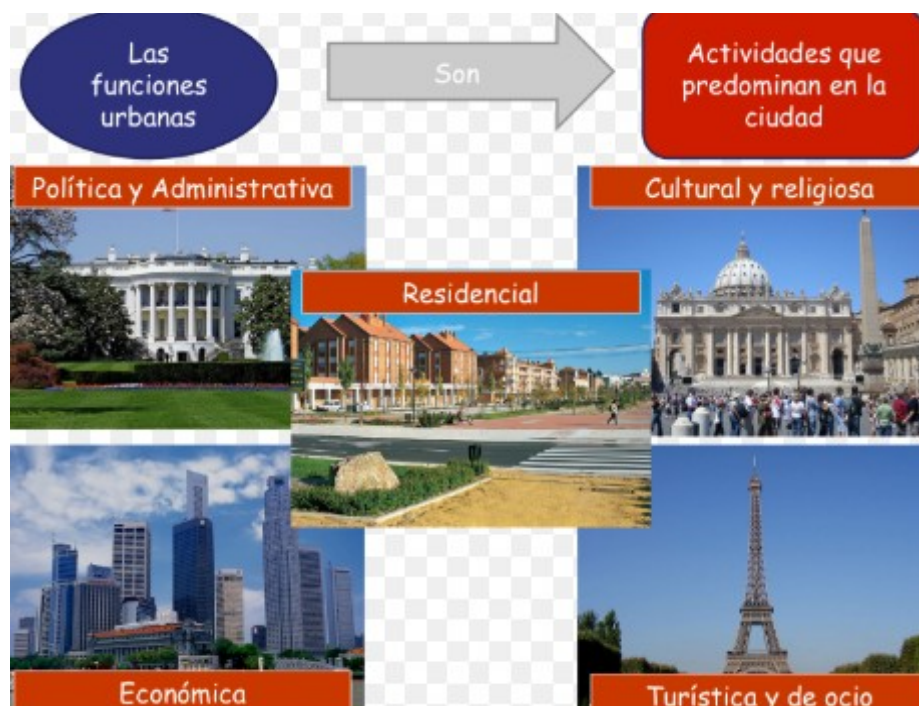 Las
funciones
urbanas
Son
Actividades que
predominan en la
ciudad
Política y Administrativa
Cultural y religiosa
Residencial
Económica
Turística y de ocio